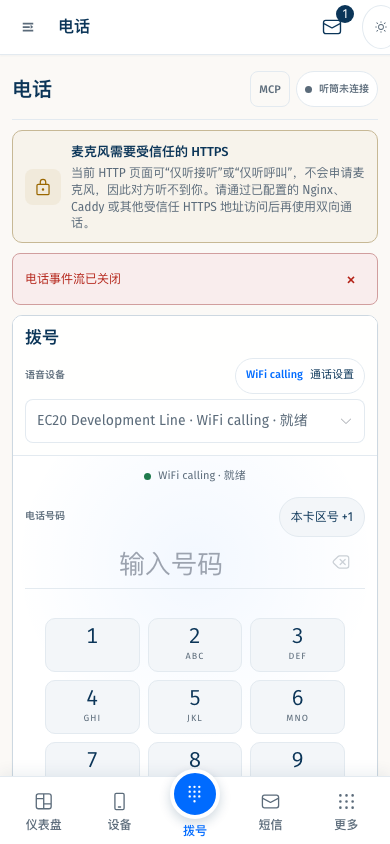 电话
1
电话
MCP
听筒未连接
麦克风需要受信任的 HTTPS
当前 HTTP 页面可“仅听接听”或“仅听呼叫”，不会申请麦
克风，因此对方听不到你。请通过已配置的 Nginx、
Caddy 或其他受信任 HTTPS 地址访问后再使用双向通
话。
电话事件流已关闭
×
拨号
语音设备
WiFi calling 通话设置
EC20 Development Line · WiFi calling · 就绪
WiFi calling · 就绪
电话号码
本卡区号 +1
输入号码
1
2
ABC
3
DEF
4
GHI
5
JKL
6
MNO
7
8
9
仪表盘
设备
拨号
短信
更多